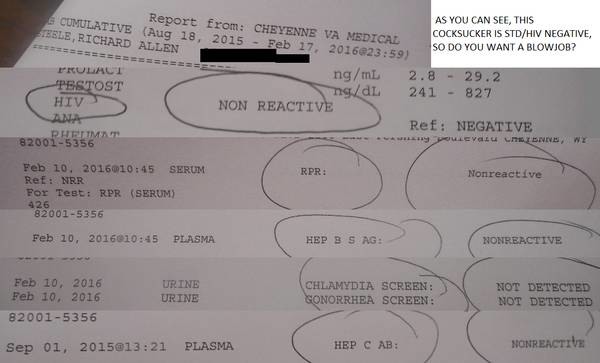 AS YOU CAN SEE, THIS
COCKSUCKER IS STD/HIV NEGATIVE,
SO DO YOU WANT A BLOWJOB?
CUMULATIVE Report from: CHEYENNE VA MEDICAL
STEELE,RICHARD ALLEN (Aug 18, 2015 - Feb 17, 2016@23:59)
PROLACT ng/mL 2.8 - 29.2
TESTOST ng/dL 241 - 827
HIV NON REACTIVE
ANA Ref: NEGATIVE
RHEUMAT
CHEYENNE, WY
82001-5356
Feb 10, 2016@10:45 SERUM RPR: Nonreactive
Ref: NRR
For Test: RPR (SERUM)
426
82001-5356
Feb 10, 2016@10:45 PLASMA HEP B S AG: NONREACTIVE
Feb 10, 2016 URINE CHLAMYDIA SCREEN: NOT DETECTED
Feb 10, 2016 URINE GONORRHEA SCREEN: NOT DETECTED
82001-5356
Sep 01, 2015@13:21 PLASMA HEP C AB: NONREACTIVE